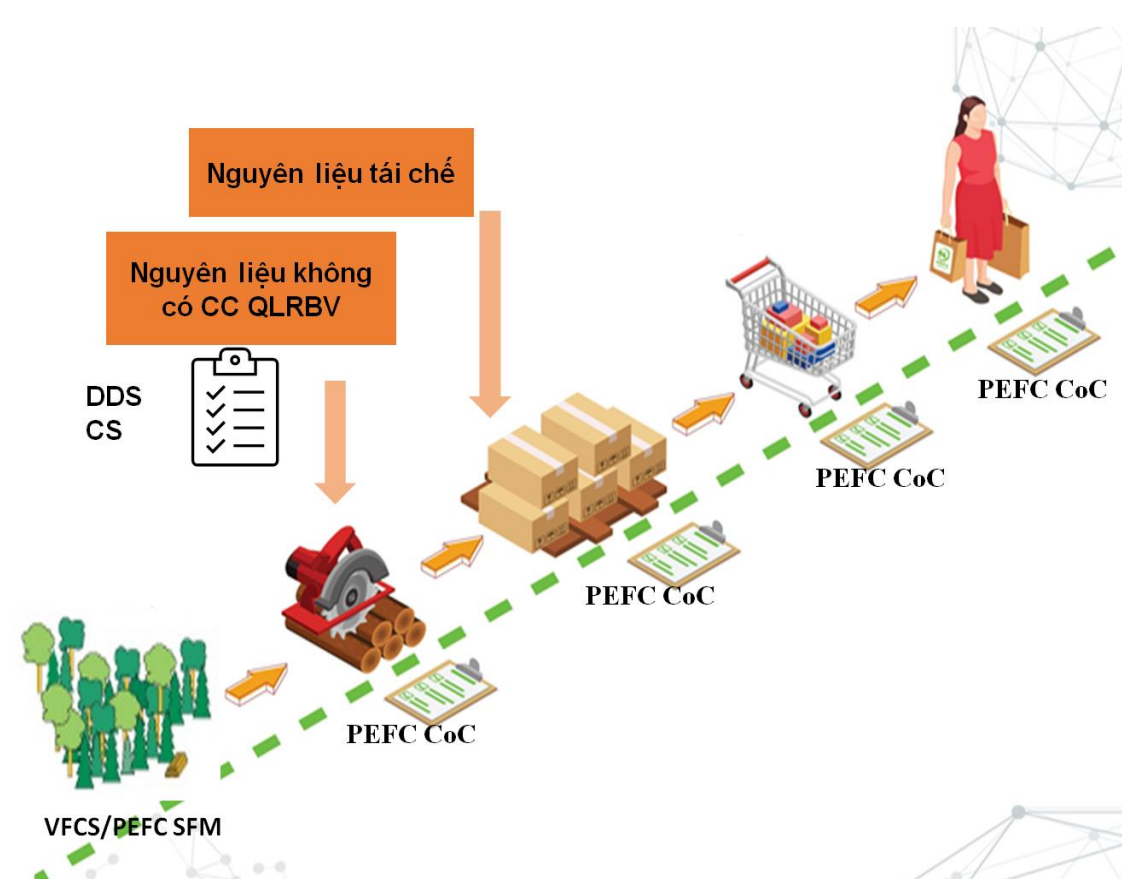 Nguyên liệu tái chế
Nguyên liệu không
có CC QLRBV
DDS
CS
PEFC CoC
PEFC CoC
PEFC CoC
PEFC CoC
VFCS/PEFC SFM